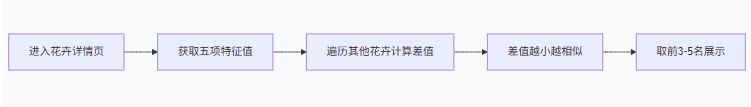 进入花卉详情页
获取五项特征值
遍历其他花卉计算差值
差值越小越相似
取前3-5名展示